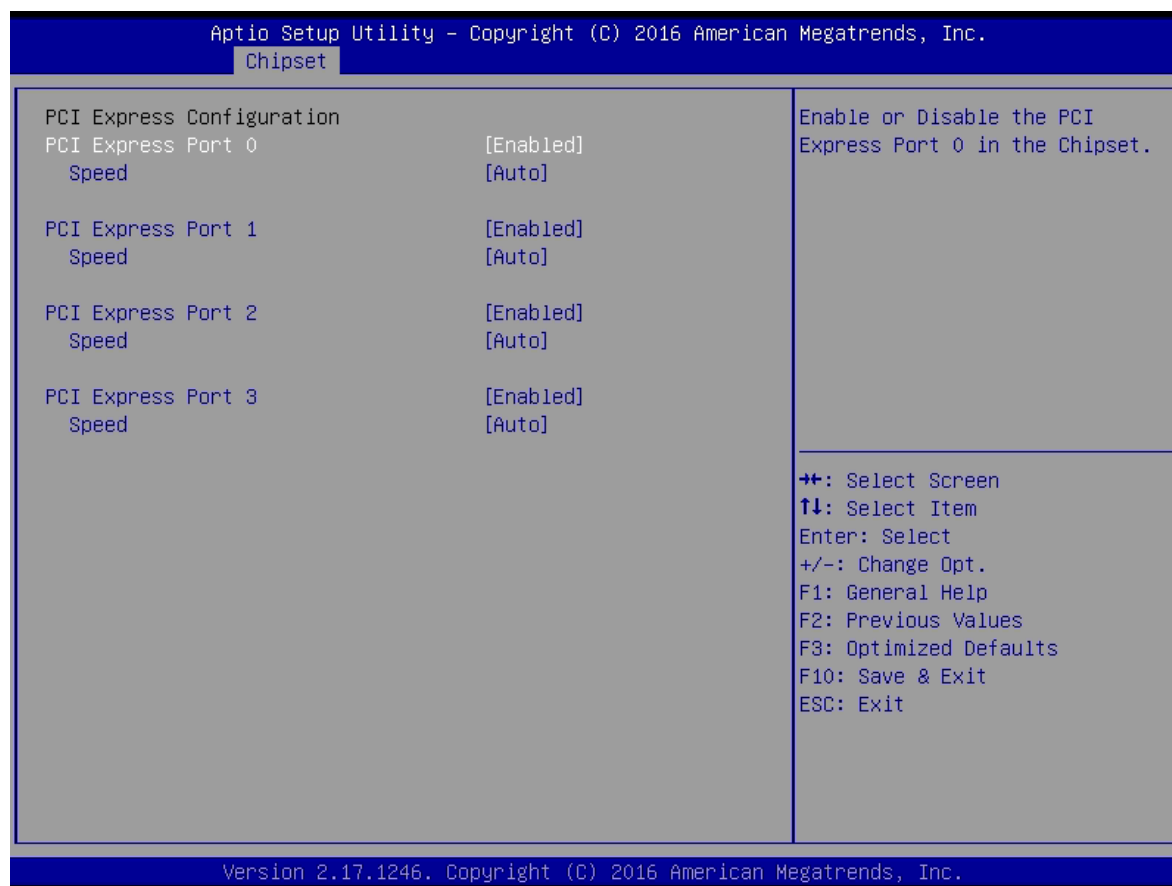 Aptio Setup Utility – Copyright (C) 2016 American Megatrends, Inc.
Chipset
PCI Express Configuration
PCI Express Port 0 [Enabled]
Speed [Auto]
PCI Express Port 1 [Enabled]
Speed [Auto]
PCI Express Port 2 [Enabled]
Speed [Auto]
PCI Express Port 3 [Enabled]
Speed [Auto]
Enable or Disable the PCI
Express Port 0 in the Chipset.
→←: Select Screen
↑↓: Select Item
Enter: Select
+/-: Change Opt.
F1: General Help
F2: Previous Values
F3: Optimized Defaults
F10: Save & Exit
ESC: Exit
Version 2.17.1246. Copyright (C) 2016 American Megatrends, Inc.